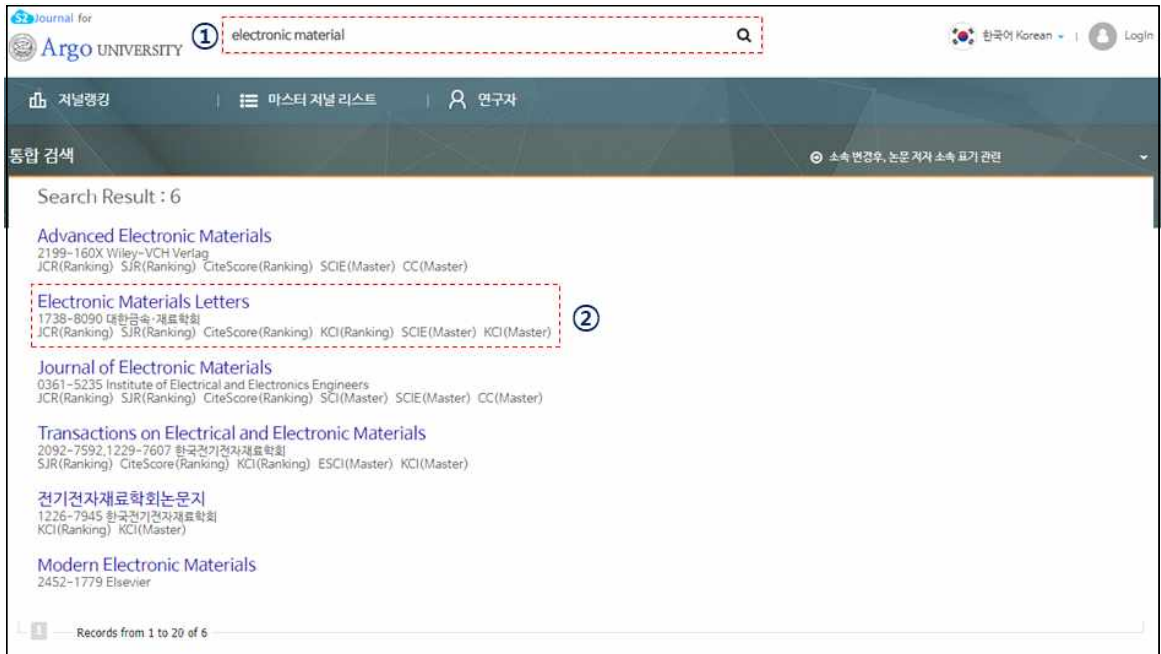 S2 Journal for
Argo UNIVERSITY
① electronic material
한국어 Korean
Login
저널랭킹
마스터 저널 리스트
연구자
통합 검색
소속 변경후, 논문 저자 소속 표기 관련
Search Result : 6
Advanced Electronic Materials
2199-160X Wiley-VCH Verlag
JCR(Ranking) SJR(Ranking) CiteScore(Ranking) SCIE(Master) CC(Master)
Electronic Materials Letters
1738-8090 대한금속·재료학회
JCR(Ranking) SJR(Ranking) CiteScore(Ranking) KCI(Ranking) SCIE(Master) KCI(Master)
②
Journal of Electronic Materials
0361-5235 Institute of Electrical and Electronics Engineers
JCR(Ranking) SJR(Ranking) CiteScore(Ranking) SCI(Master) SCIE(Master) CC(Master)
Transactions on Electrical and Electronic Materials
2092-7592,1229-7607 한국전기전자재료학회
SJR(Ranking) CiteScore(Ranking) KCI(Ranking) ESCI(Master) KCI(Master)
전기전자재료학회논문지
1226-7945 한국전기전자재료학회
KCI(Ranking) KCI(Master)
Modern Electronic Materials
2452-1779 Elsevier
1 Records from 1 to 20 of 6